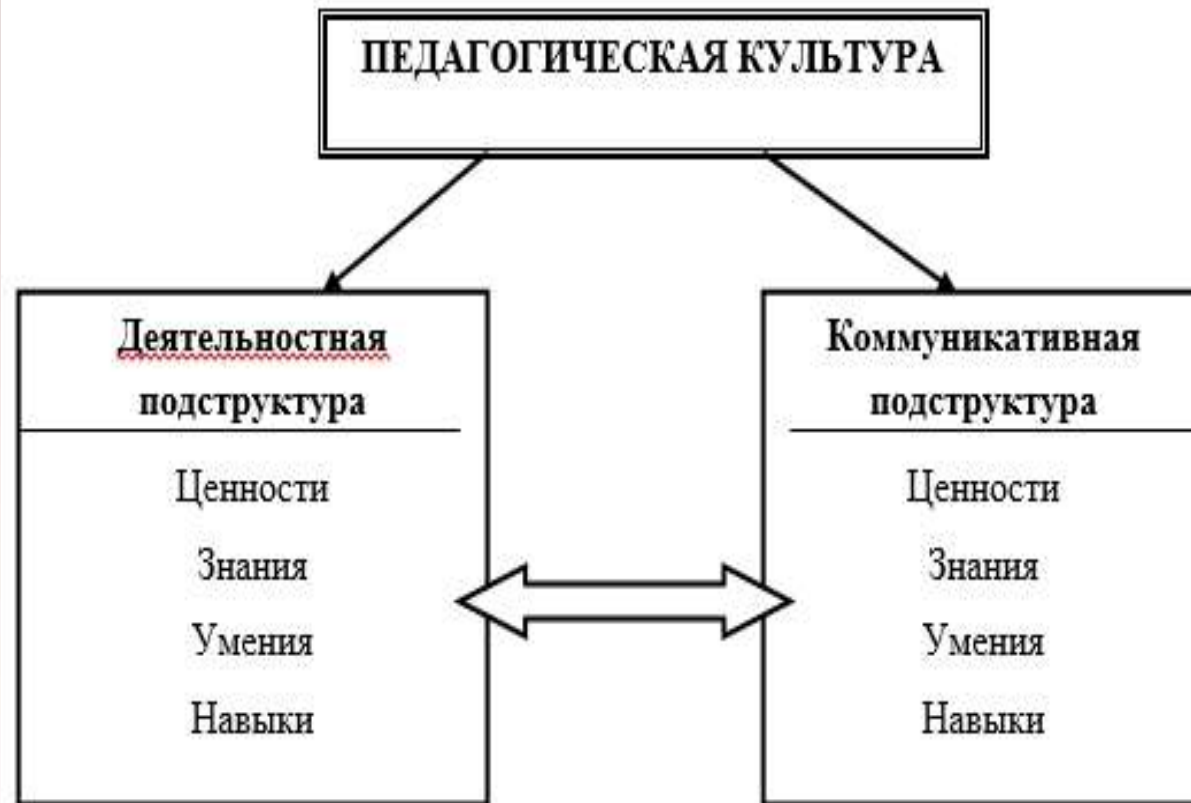 ПЕДАГОГИЧЕСКАЯ КУЛЬТУРА
Деятельностная
подструктура
Ценности
Знания
Умения
Навыки
Коммуникативная
подструктура
Ценности
Знания
Умения
Навыки